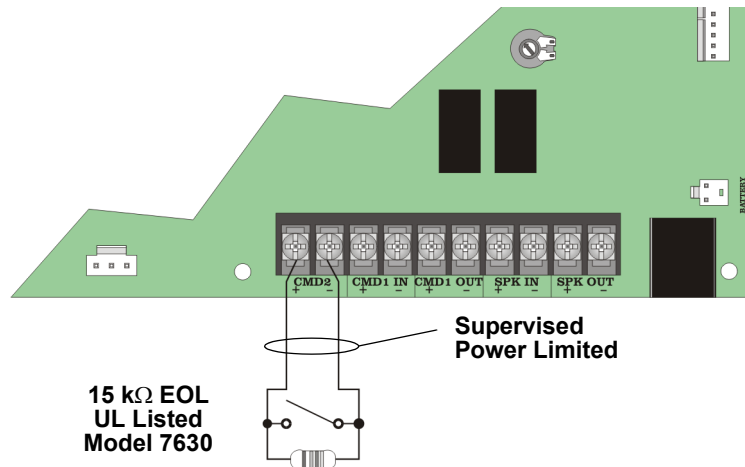 BATTERY
CMD2 CMD1 IN CMD1 OUT SPK IN SPK OUT
+ - + - + - + - + -
Supervised
Power Limited
15 kΩ EOL
UL Listed
Model 7630